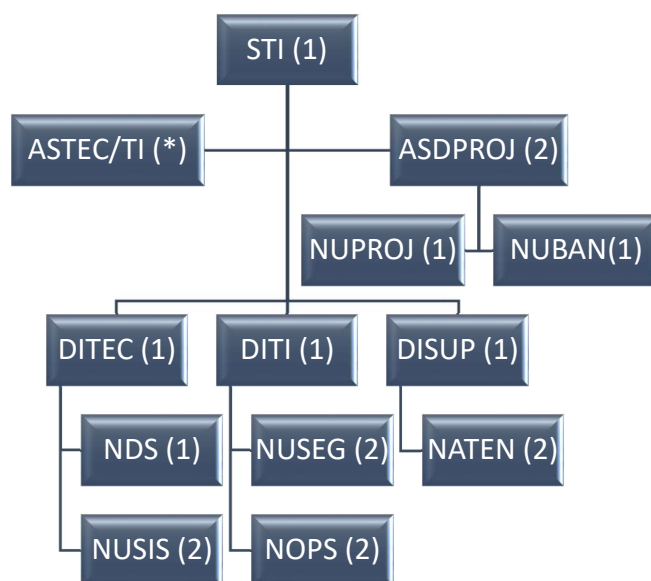 STI (1)
ASTEC/TI (*)
ASDPROJ (2)
NUPROJ (1)
NUBAN(1)
DITEC (1)
DITI (1)
DISUP (1)
NDS (1)
NUSEG (2)
NATEN (2)
NUSIS (2)
NOPS (2)